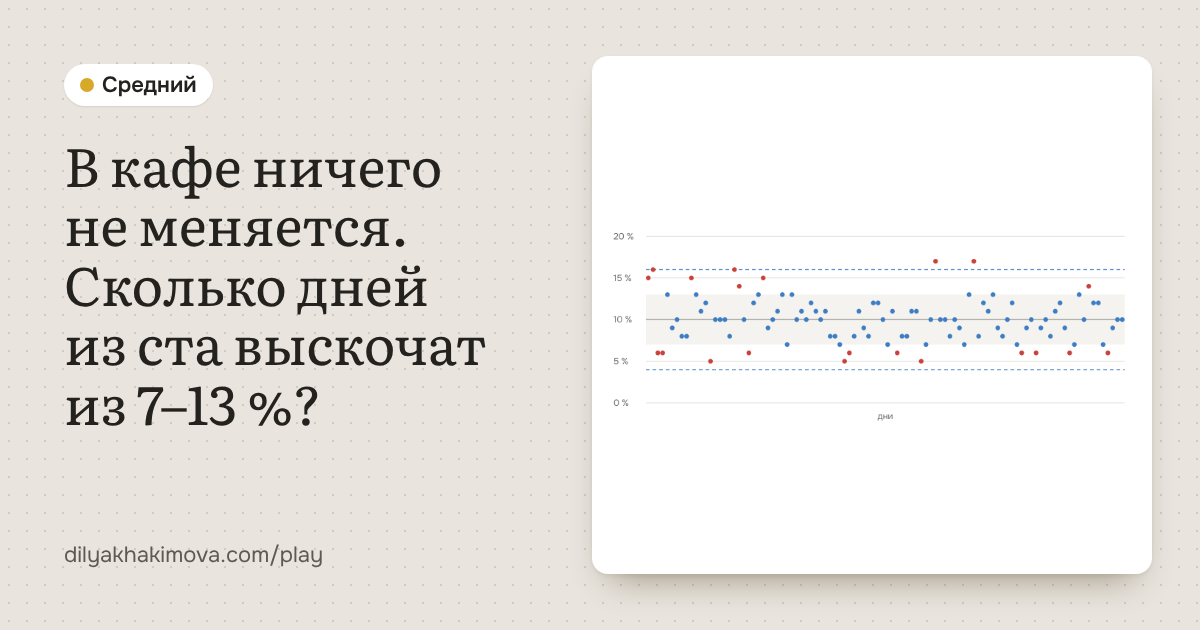 Средний
В кафе ничего
не меняется.
Сколько дней
из ста выскочат
из 7–13 %?
dilyakhakimova.com/play
20 %
15 %
10 %
5 %
0 %
дни